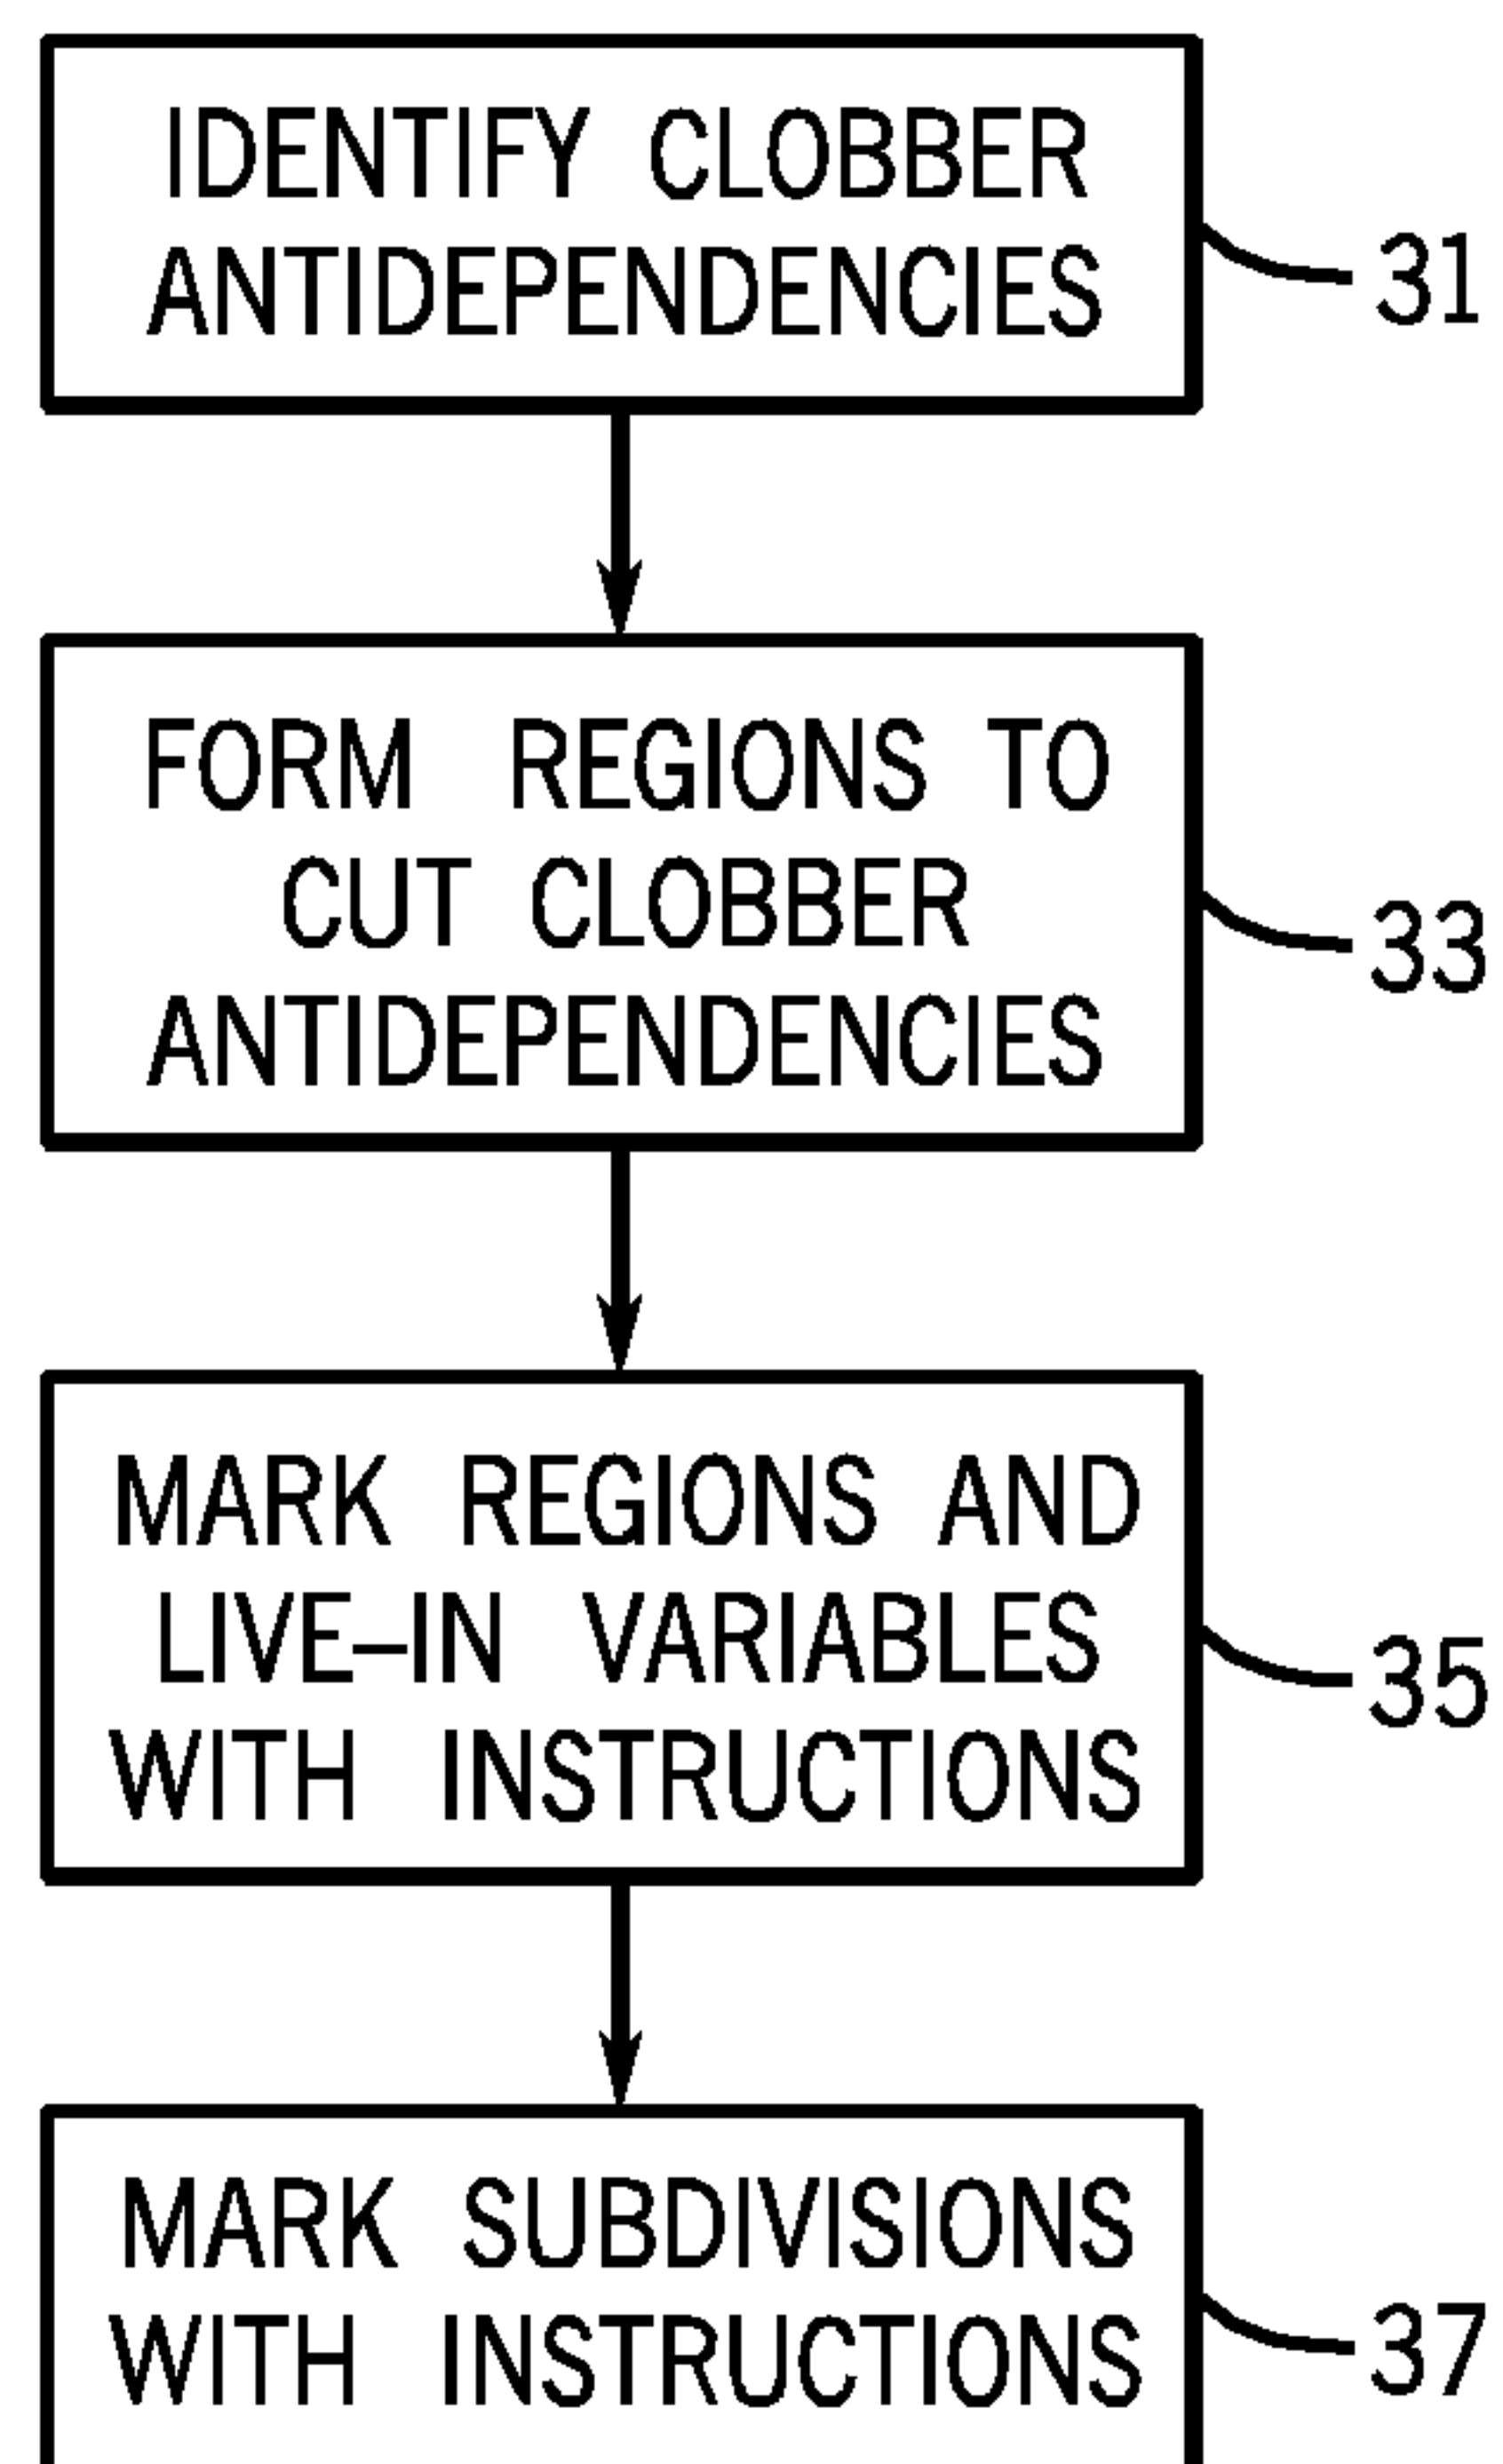 IDENTIFY CLOBBER
ANTIDEPENDENCIES
31
FORM REGIONS TO
CUT CLOBBER
ANTIDEPENDENCIES
33
MARK REGIONS AND
LIVE-IN VARIABLES
WITH INSTRUCTIONS
35
MARK SUBDIVISIONS
WITH INSTRUCTIONS
37